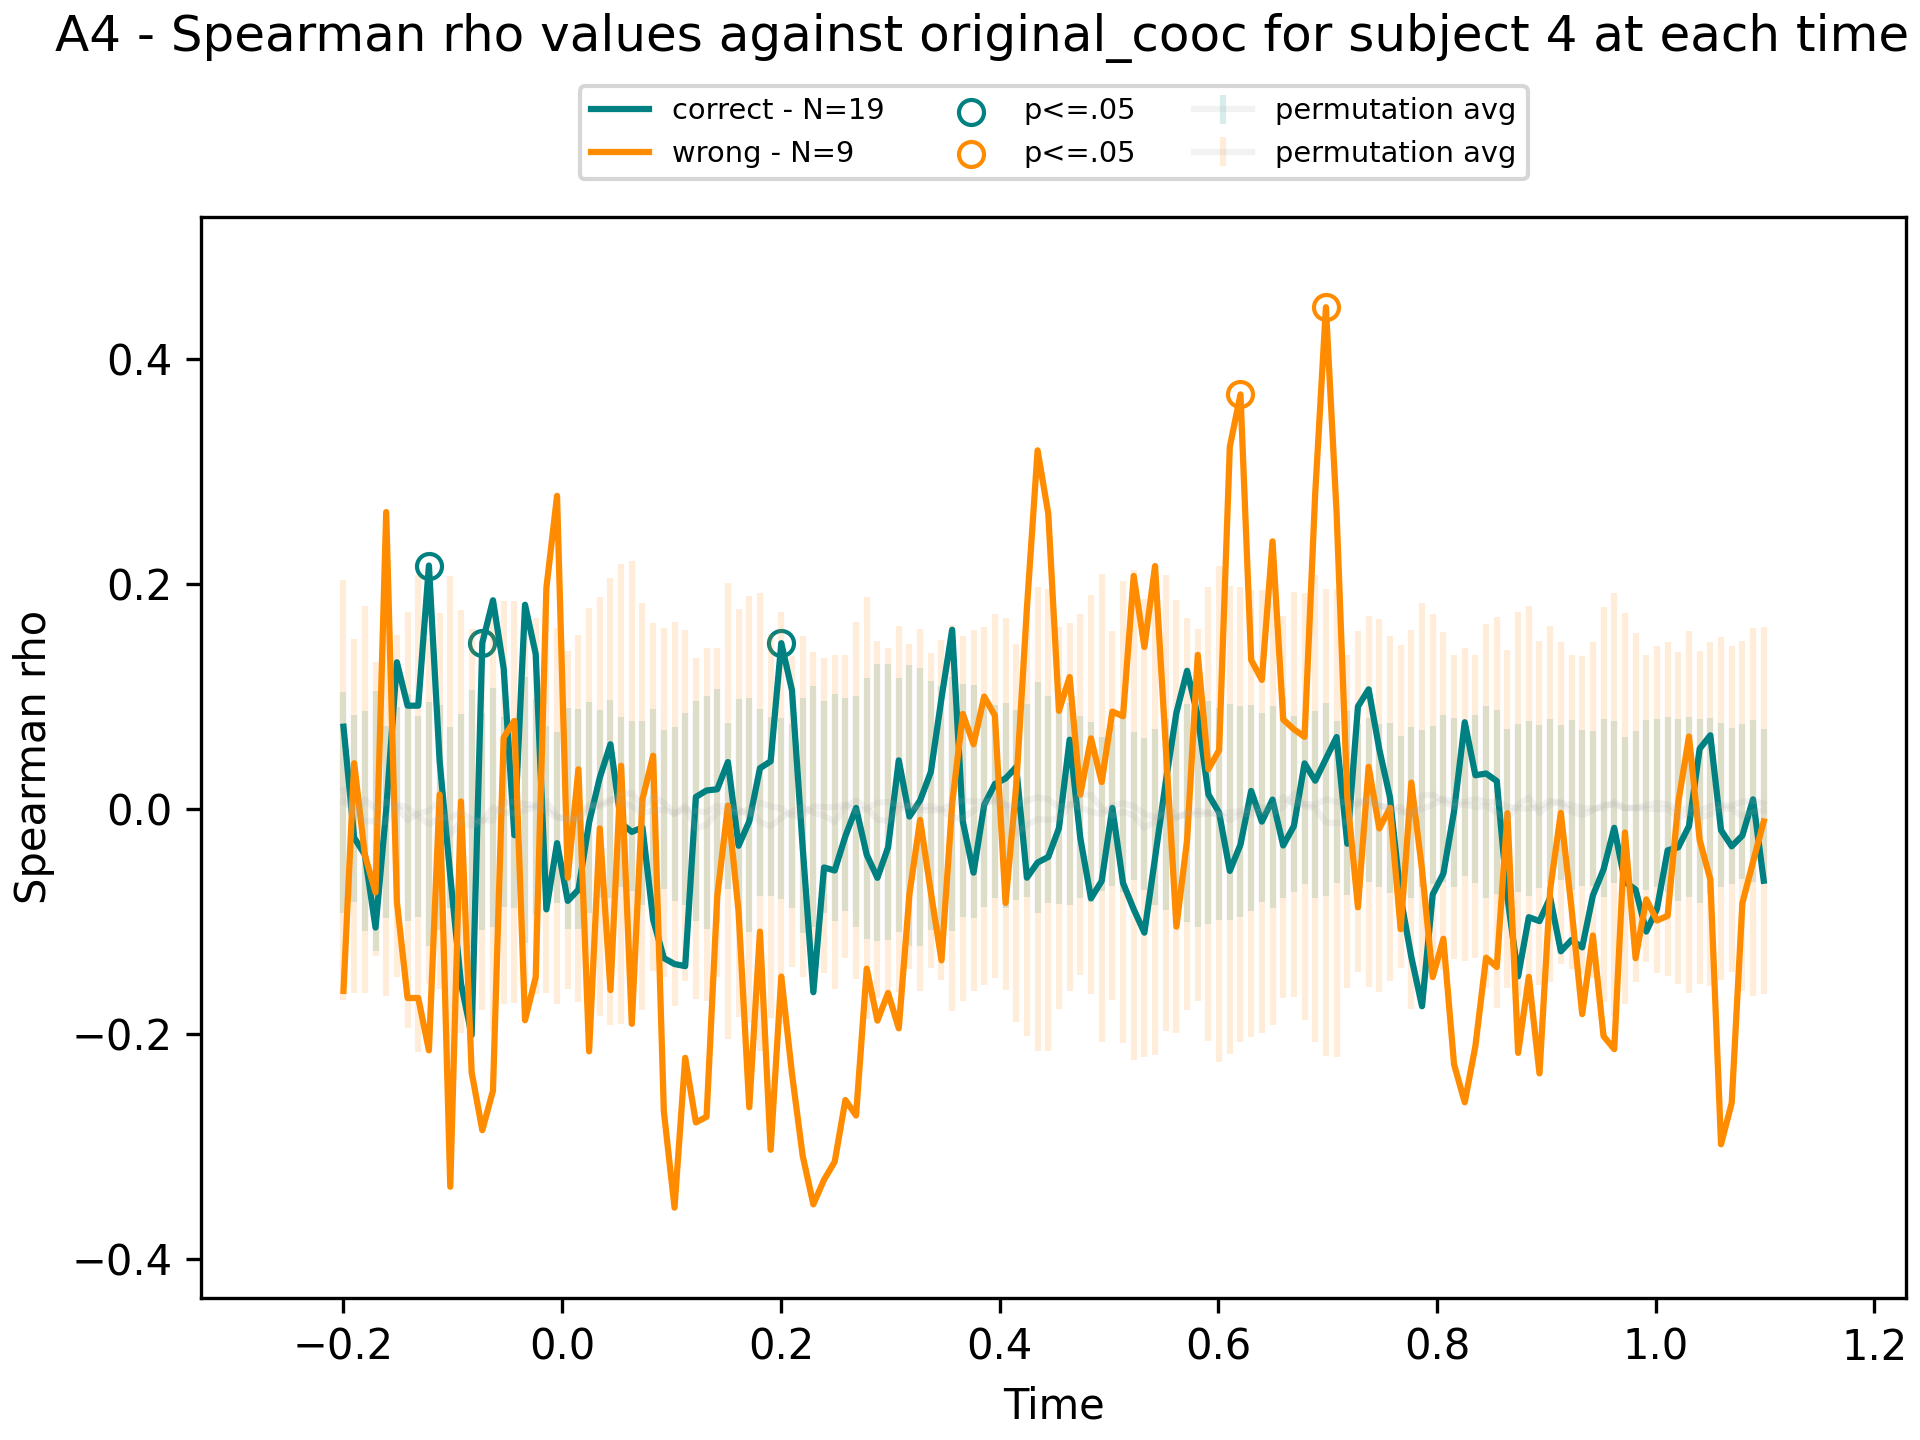 A4 - Spearman rho values against original_cooc for subject 4 at each time
correct - N=19 p<=.05 permutation avg
wrong - N=9 p<=.05 permutation avg
Spearman rho
0.4
0.2
0.0
−0.2
−0.4
−0.2 0.0 0.2 0.4 0.6 0.8 1.0 1.2
Time